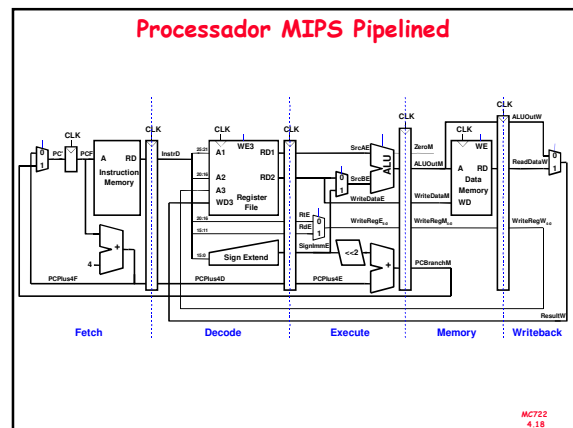 Processador MIPS Pipelined
CLK
CLK
CLK
CLK
CLK
CLK
CLK
ALUOutW
0
1
PC'
PCF
A RD
Instruction
Memory
InstrD
25:21
A1
WE3
RD1
SrcAE
ALU
ZeroM
WE
0
1
20:16
A2
RD2
0
1
SrcBE
ALUOutM
A RD
ReadDataW
A3
Register
File
WD3
WriteDataE
WriteDataM
Data
Memory
WD
20:16
RtE
15:11
RdE
WriteRegE4:0
WriteRegM4:0
WriteRegW4:0
+
4
15:0
Sign Extend
SignImmE
<<2
+
PCBranchM
PCPlus4F
PCPlus4D
PCPlus4E
ResultW
Fetch
Decode
Execute
Memory
Writeback
MC722
4.18